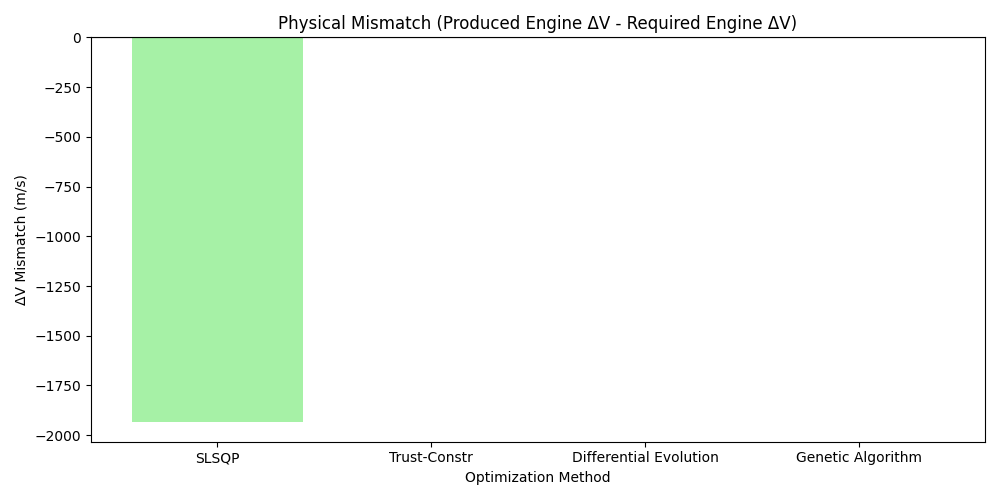 Physical Mismatch (Produced Engine ΔV - Required Engine ΔV)
0
−250
−500
−750
−1000
−1250
−1500
−1750
−2000
ΔV Mismatch (m/s)
SLSQP
Trust-Constr
Differential Evolution
Genetic Algorithm
Optimization Method